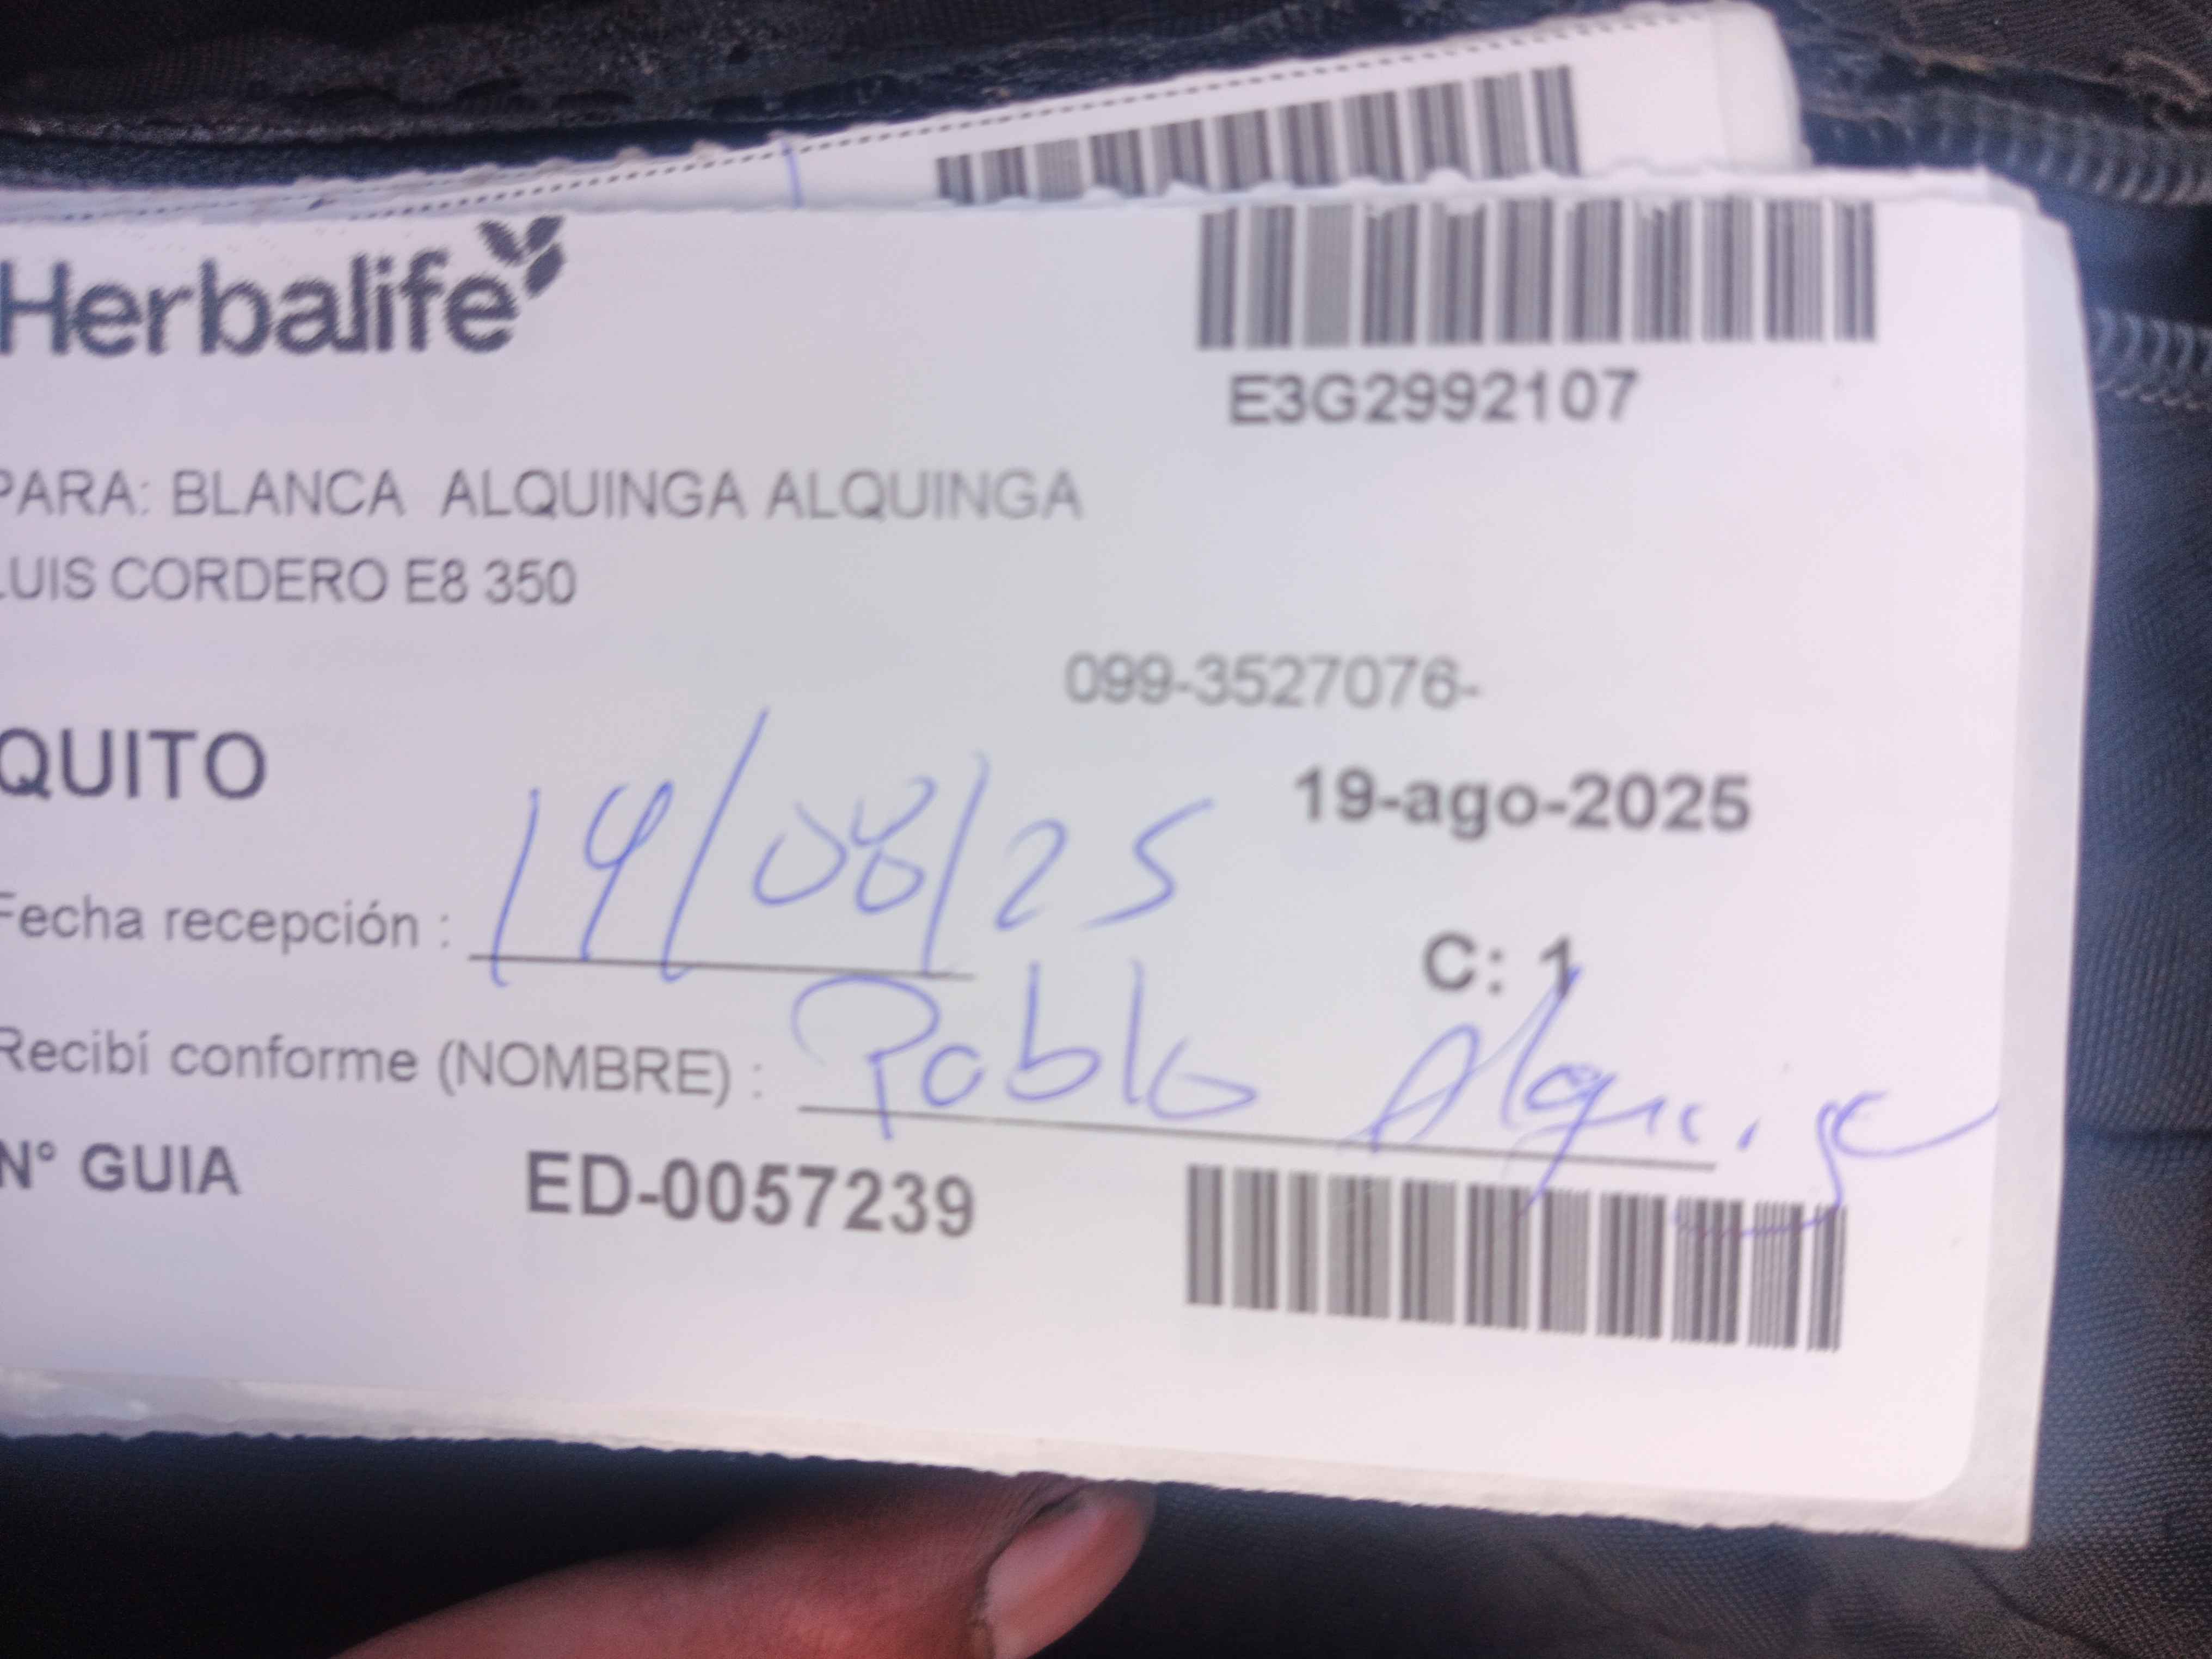 Herbalife
E3G2992107
PARA: BLANCA ALQUINGA ALQUINGA
LUIS CORDERO E8 350
099-3527076-
QUITO
19-ago-2025
Fecha recepción : 19/08/25
C: 1
Recibí conforme (NOMBRE) : Pablo
N° GUIA ED-0057239